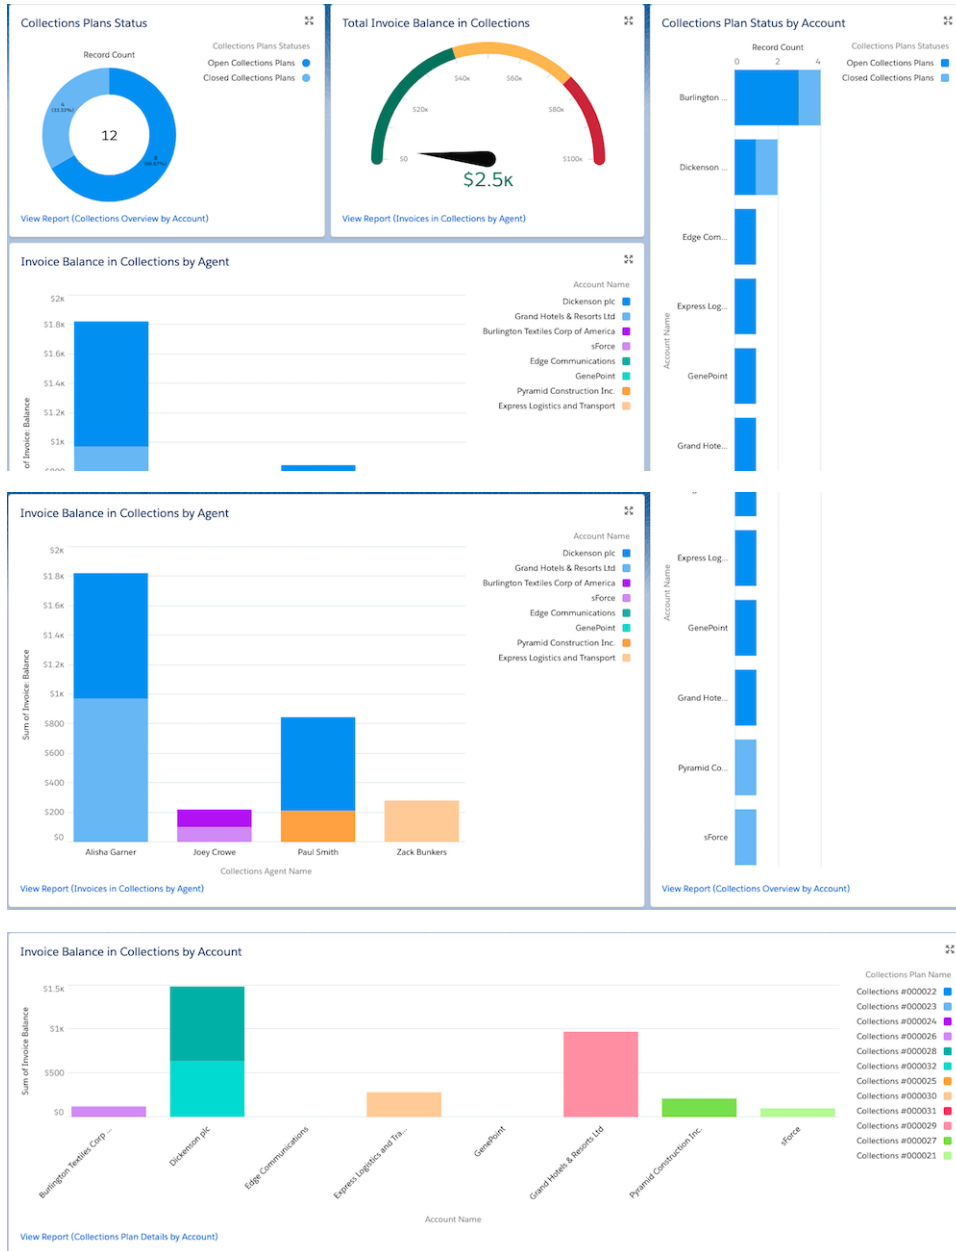 Collections Plans Status
Record Count
Collections Plans Statuses
Open Collections Plans
Closed Collections Plans
4
(33.33%)
12
8
(66.67%)
View Report (Collections Overview by Account)
Total Invoice Balance in Collections
$0
$20K
$40K
$60K
$80K
$100K
$2.5K
View Report (Invoices in Collections by Agent)
Collections Plan Status by Account
Record Count
Collections Plans Statuses
0
2
4
Open Collections Plans
Closed Collections Plans
Account Name
Burlington ...
Dickenson ...
Edge Com...
Express Log...
GenePoint
Grand Hote...
Invoice Balance in Collections by Agent
Account Name
Dickenson plc
Grand Hotels & Resorts Ltd
Burlington Textiles Corp of America
sForce
Edge Communications
GenePoint
Pyramid Construction Inc.
Express Logistics and Transport
$2K
$1.8K
$1.6K
$1.4K
$1.2K
$1K
$800
of Invoice: Balance
Invoice Balance in Collections by Agent
Account Name
Dickenson plc
Grand Hotels & Resorts Ltd
Burlington Textiles Corp of America
sForce
Edge Communications
GenePoint
Pyramid Construction Inc.
Express Logistics and Transport
Sum of Invoice: Balance
$2K
$1.8K
$1.6K
$1.4K
$1.2K
$1K
$800
$600
$400
$200
$0
Alisha Garner
Joey Crowe
Paul Smith
Zack Bunkers
Collections Agent Name
View Report (Invoices in Collections by Agent)
Account Name
Express Log...
GenePoint
Grand Hote...
Pyramid Co...
sForce
View Report (Collections Overview by Account)
Invoice Balance in Collections by Account
Collections Plan Name
Collections #000022
Collections #000023
Collections #000024
Collections #000026
Collections #000028
Collections #000032
Collections #000025
Collections #000030
Collections #000031
Collections #000029
Collections #000027
Collections #000021
Sum of Invoice Balance
$1.5K
$1K
$500
$0
Burlington Textiles Corp ...
Dickenson plc
Edge Communications
Express Logistics and Tra...
GenePoint
Grand Hotels & Resorts Ltd
Pyramid Construction Inc.
sForce
Account Name
View Report (Collections Plan Details by Account)